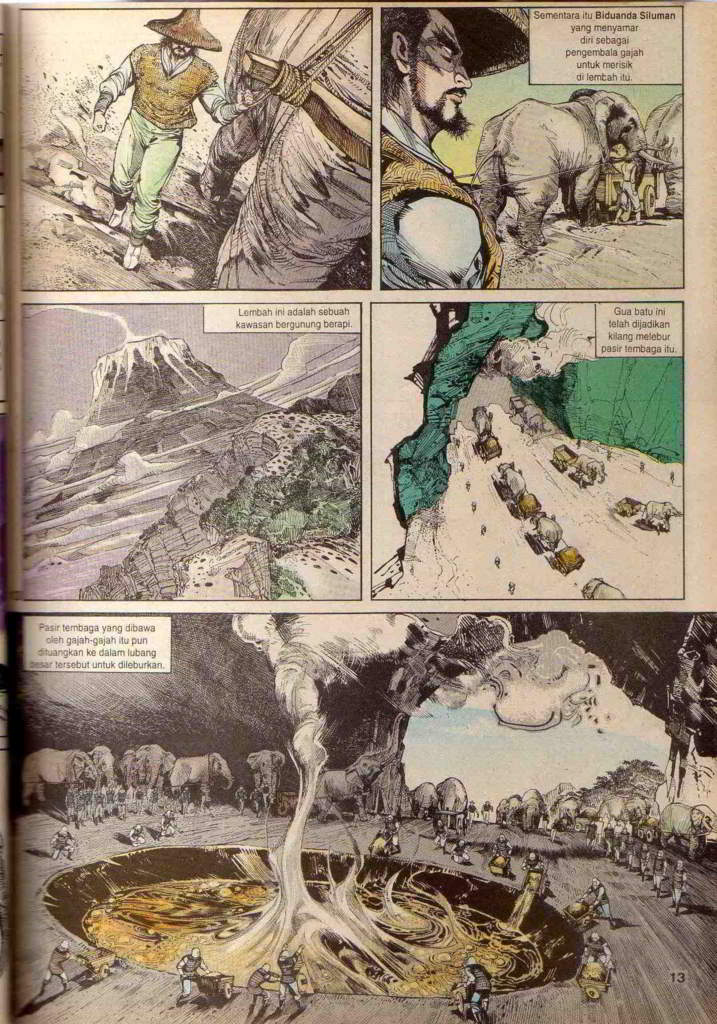 Sementara itu Biduanda Siluman
yang menyamar
diri sebagai
pengembala gajah
untuk merisik
di lembah itu.
Lembah ini adalah sebuah
kawasan bergunung berapi.
Gua batu ini
telah dijadikan
kilang melebur
pasir tembaga itu.
Pasir tembaga yang dibawa
oleh gajah-gajah itu pun
dituangkan ke dalam lubang
besar tersebut untuk dileburkan.
13